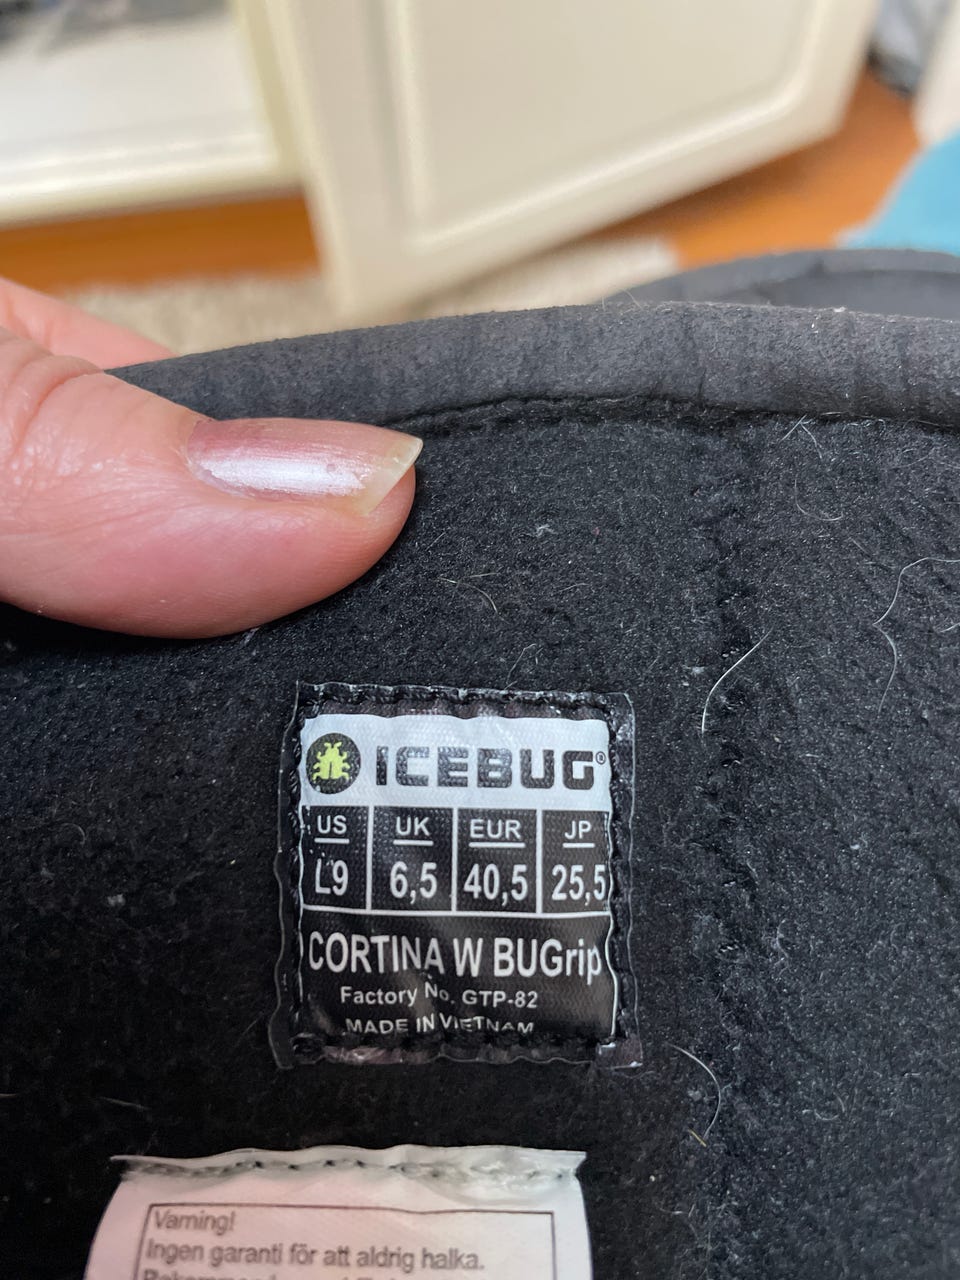 ICEBUG®
US UK EUR JP
L9 6,5 40,5 25,5
CORTINA W BUGrip
Factory No. GTP-82
MADE IN VIETNAM
Varning!
Ingen garanti för att aldrig halka.